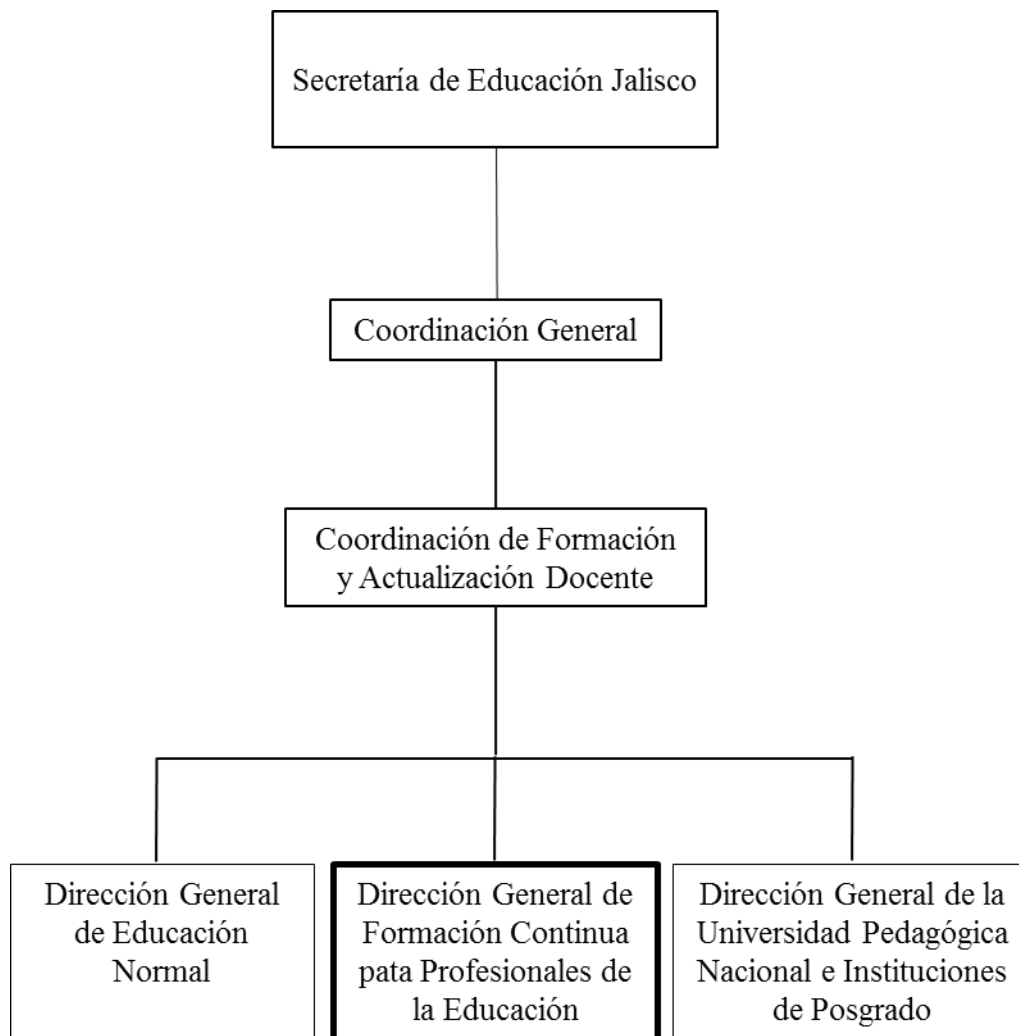 Secretaría de Educación Jalisco
Coordinación General
Coordinación de Formación
y Actualización Docente
Dirección General
de Educación
Normal
Dirección General de
Formación Continua
pata Profesionales de
la Educación
Dirección General de la
Universidad Pedagógica
Nacional e Instituciones
de Posgrado